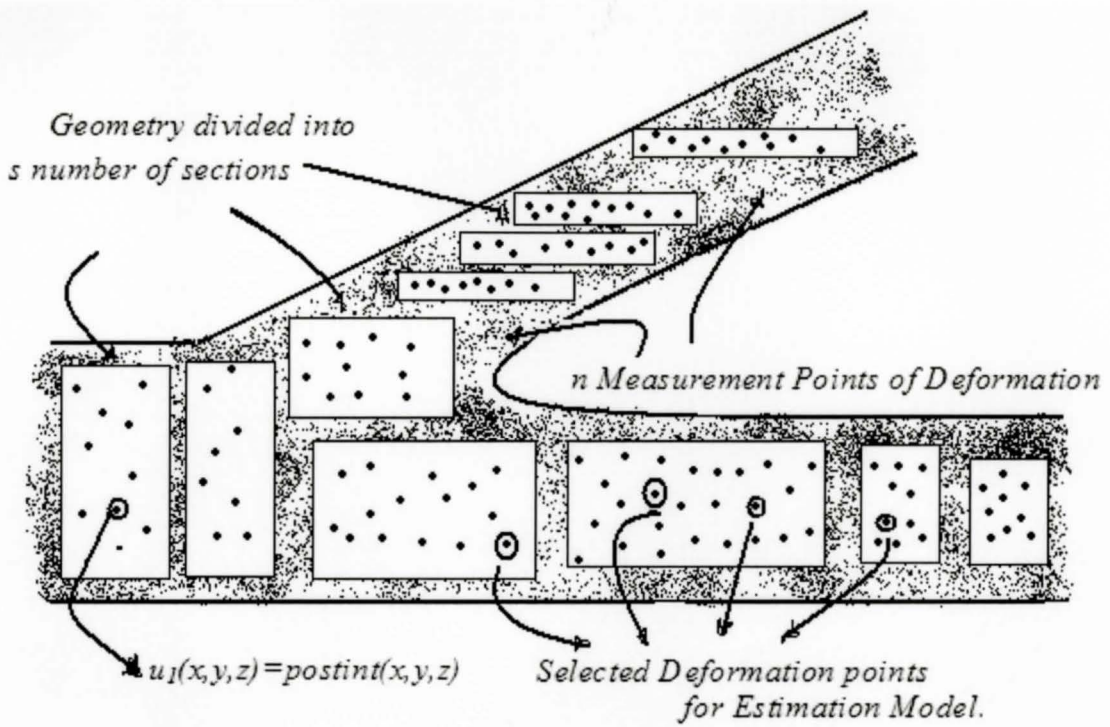 Geometry divided into
s number of sections
n Measurement Points of Deformation
u₁(x,y,z)=postint(x,y,z)
Selected Deformation points
for Estimation Model.